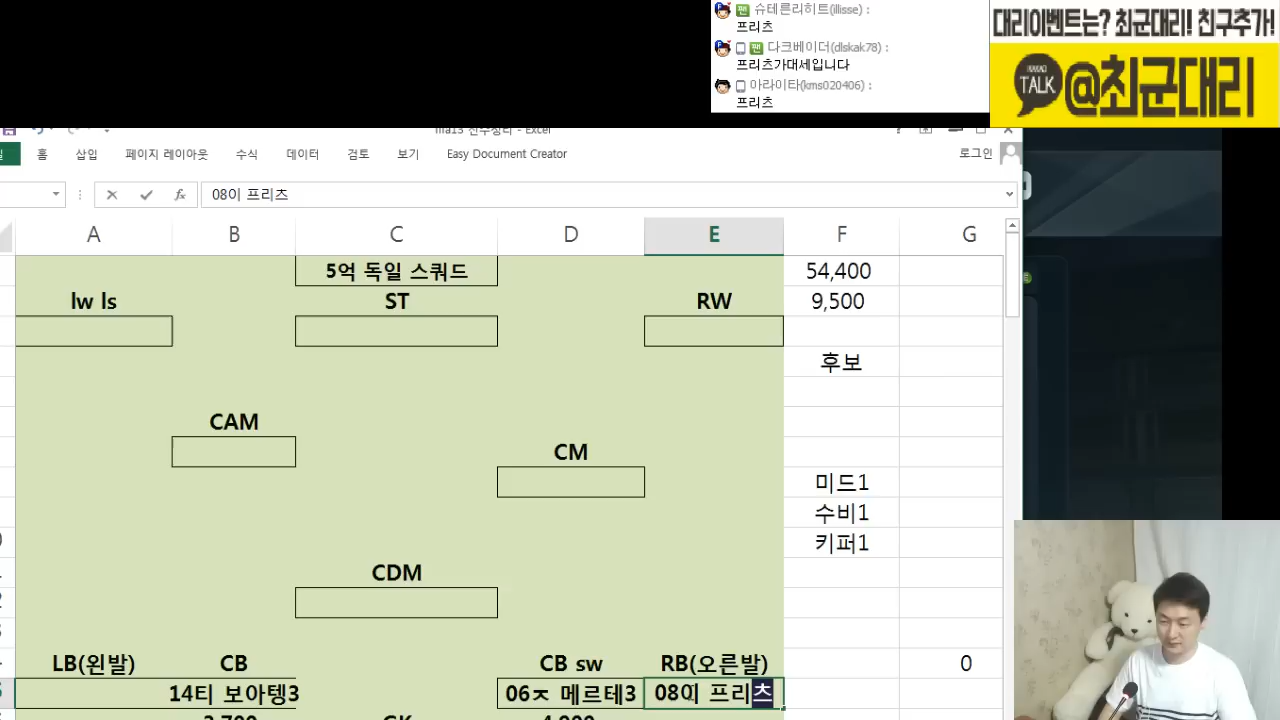 슈테른리히트(illisse) :
프리츠
다크베이더(dlskak78) :
프리츠가대세입니다
아라이타(kms020406) :
프리츠
대리이벤트는? 최군대리! 친구추가!
TALK @최군대리
Excel
홈 삽입 페이지 레이아웃 수식 데이터 검토 보기 Easy Document Creator 로그인
fx 08이 프리츠
A B C D E F G
5억 독일 스쿼드 54,400
lw ls ST RW 9,500
후보
CAM
CM
미드1
수비1
키퍼1
CDM
LB(왼발) CB CB sw RB(오른발) 0
14티 보아텡3 06ㅈ 메르테3 08이 프리츠